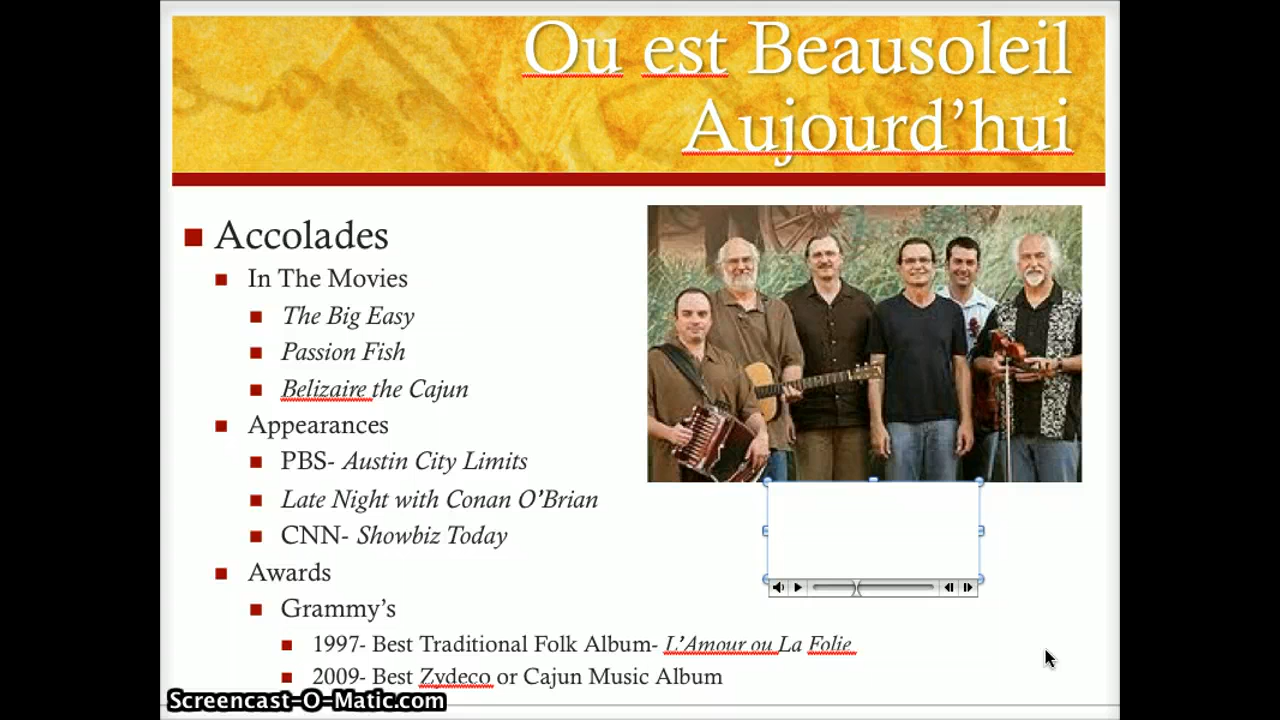 Ou est Beausoleil
Aujourd'hui
Accolades
In The Movies
The Big Easy
Passion Fish
Belizaire the Cajun
Appearances
PBS- Austin City Limits
Late Night with Conan O'Brian
CNN- Showbiz Today
Awards
Grammy's
1997- Best Traditional Folk Album- L'Amour ou La Folie
2009- Best Zydeco or Cajun Music Album
Screencast-O-Matic.com